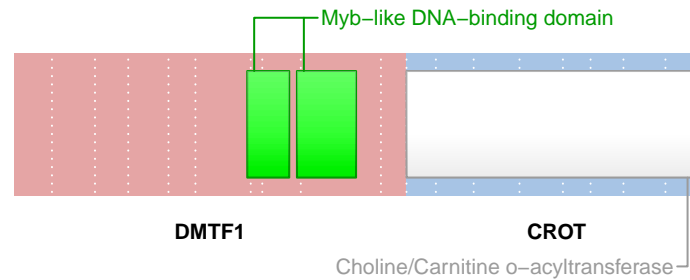 Myb−like DNA−binding domain
DMTF1
CROT
Choline/Carnitine o−acyltransferase